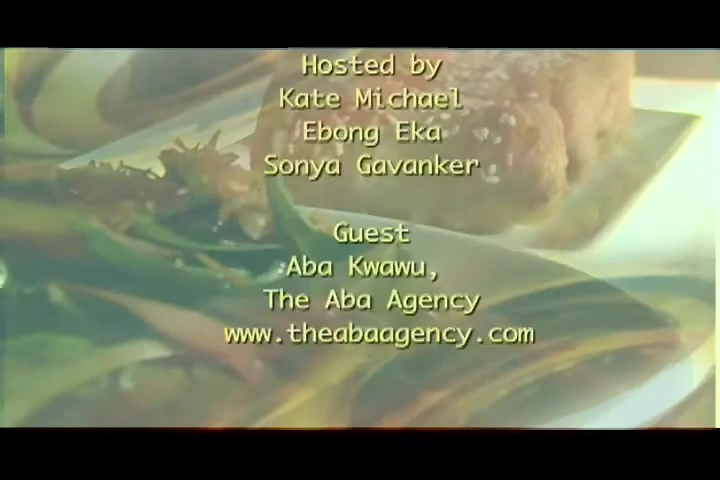 Hosted by
Kate Michael
Ebong Eka
Sonya Gavanker
Guest
Aba Kwawu,
The Aba Agency
www.theabaagency.com